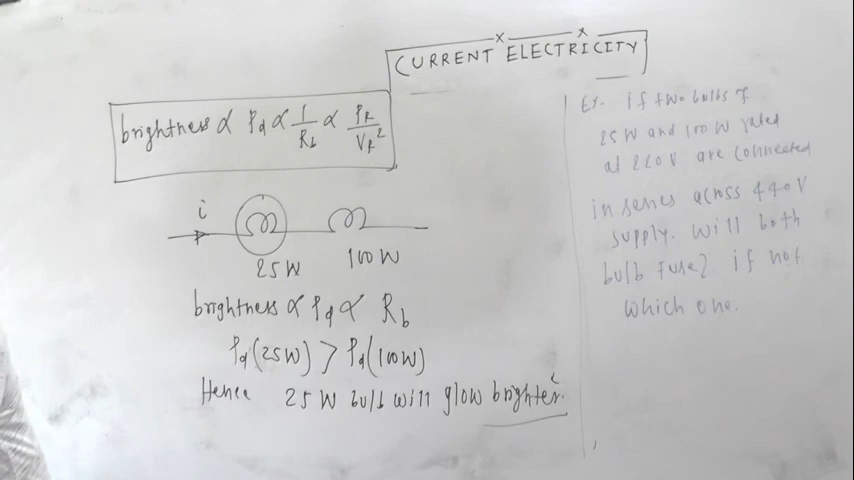 CURRENT ELECTRICITY
brightness ∝ Pd ∝ 1/Rb ∝ PR/VR²
i
25W 100W
brightness ∝ Pd ∝ Rb
Pd(25W) > Pd(100W)
Hence 25W bulb will glow brighter.
Ex. if two bulbs of
25W and 100W rated
at 220V are connected
in series across 440V
supply. will both
bulb fuse? if not
which one.